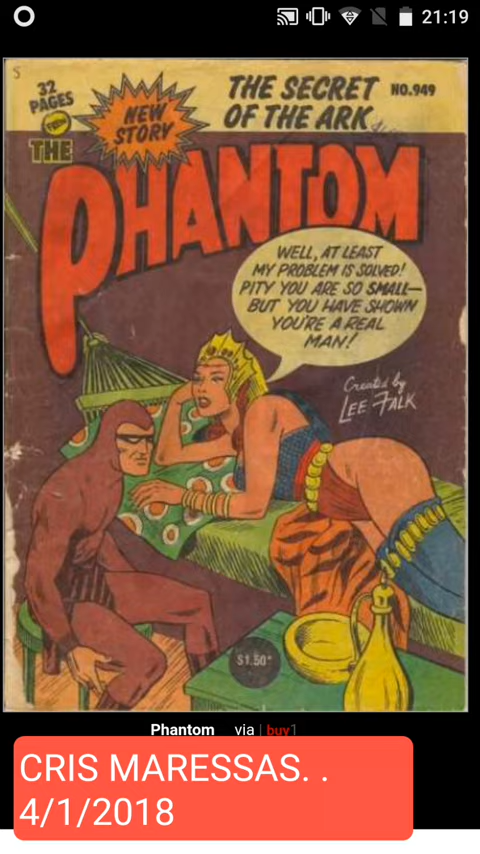 21:19
32
PAGES
NEW
STORY
THE SECRET
OF THE ARK
NO.949
THE
PHANTOM
WELL, AT LEAST
MY PROBLEM IS SOLVED!
PITY YOU ARE SO SMALL—
BUT YOU HAVE SHOWN
YOU'RE A REAL
MAN!
Created by
LEE FALK
$1.50*
Phantom via | buy1
CRIS MARESSAS. .
4/1/2018